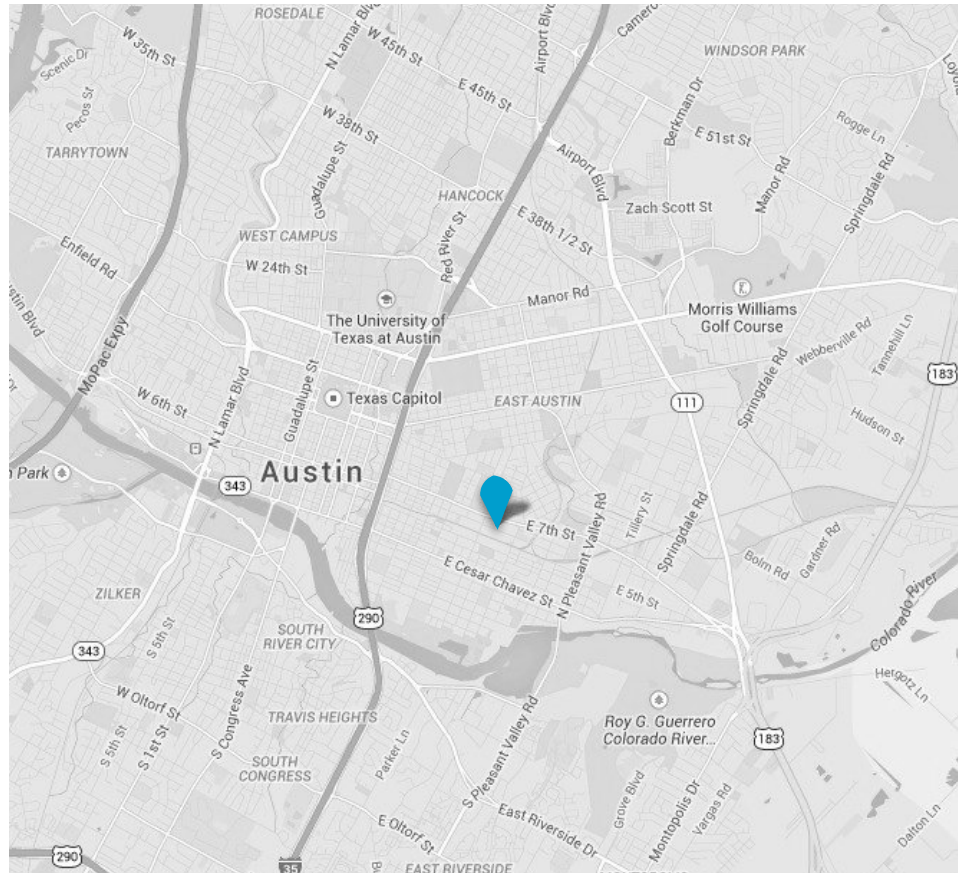 ROSEDALE
N Lamar Blvd
Airport Blvd
W 35th St
W 45th St
Scenic Dr
WINDSOR PARK
E 45th St
Pecos St
Berkman Dr
W 38th St
Rogge Ln
E 51st St
TARRYTOWN
Guadalupe St
Airport Blvd
Manor Rd
Springdale Rd
HANCOCK
Zach Scott St
E 38th 1/2 St
WEST CAMPUS
Red River St
Enfield Rd
W 24th St
Manor Rd
Morris Williams
Golf Course
The University of
Texas at Austin
MoPac Expy
Webberville Rd
Tannehill Ln
183
N Lamar Blvd
Guadalupe St
Texas Capitol
W 6th St
EAST AUSTIN
111
Springdale Rd
Hudson St
Austin
343
E 7th St
N Pleasant Valley Rd
Tillery St
Springdale Rd
Gardner Rd
Bolm Rd
E Cesar Chavez St
E 5th St
ZILKER
290
Colorado River
SOUTH
RIVER CITY
S 5th St
343
Hergotz Ln
W Oltorf St
S Congress Ave
TRAVIS HEIGHTS
Roy G. Guerrero
Colorado River...
183
S 5th St
S 1st St
Parker Ln
S Pleasant Valley Rd
SOUTH
CONGRESS
Grove Blvd
Montopolis Dr
Vargas Rd
E Oltorf St
East Riverside Dr
Dalton Ln
290
35
EAST RIVERSIDE